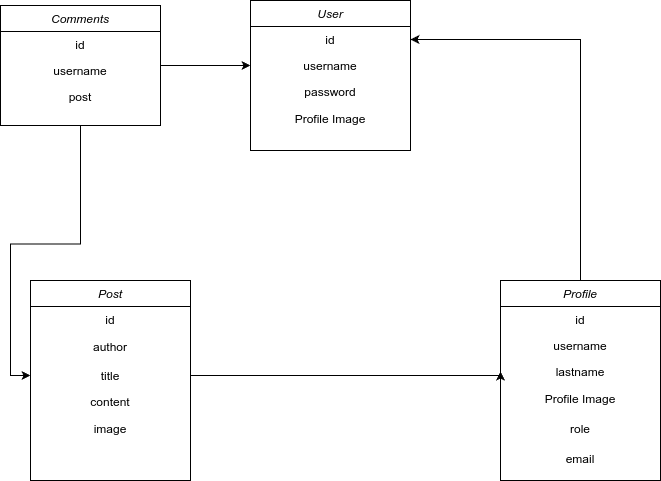 Comments
id
username
post
User
id
username
password
Profile Image
Post
id
author
title
content
image
Profile
id
username
lastname
Profile Image
role
email